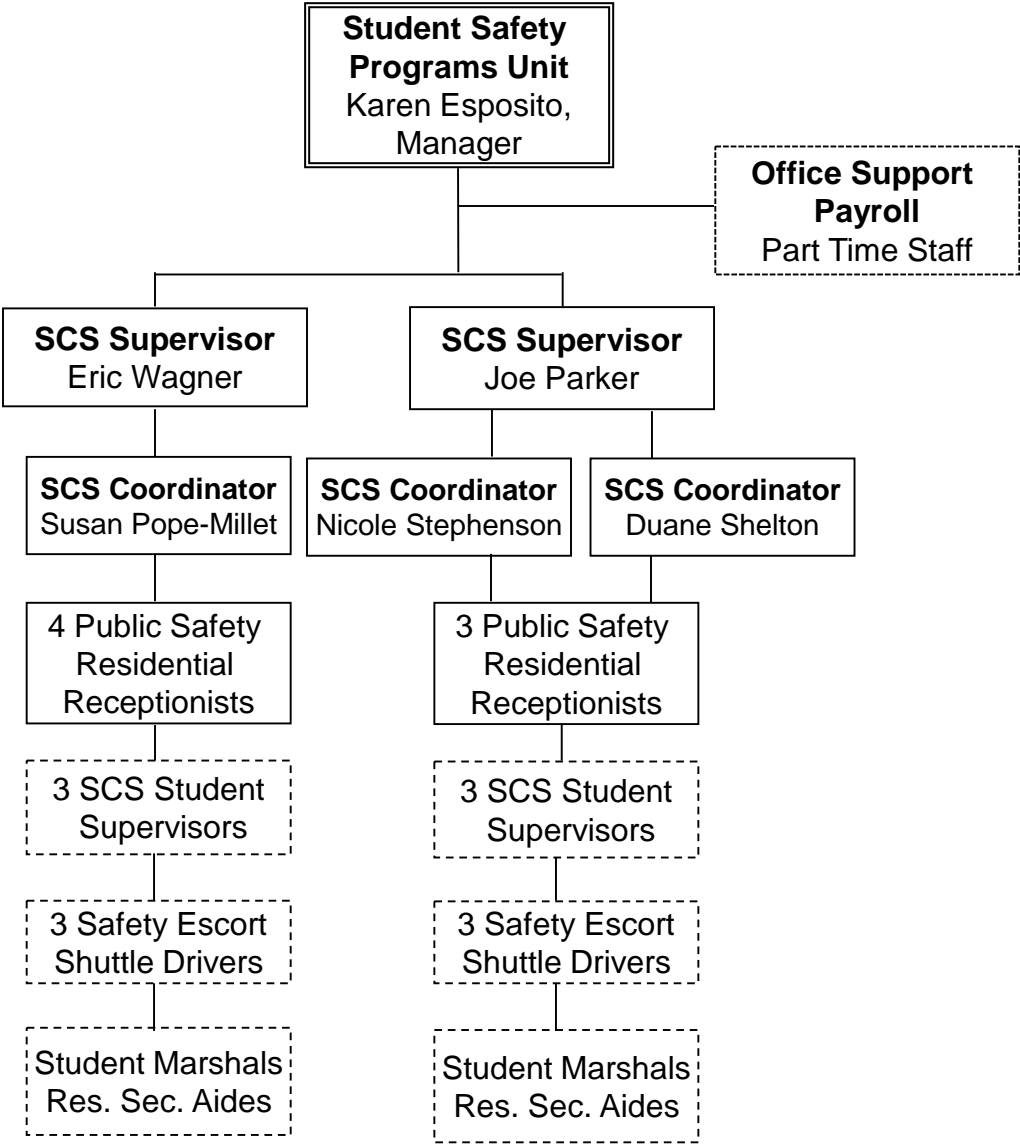 Student Safety
Programs Unit
Karen Esposito,
Manager
Office Support
Payroll
Part Time Staff
SCS Supervisor
Eric Wagner
SCS Supervisor
Joe Parker
SCS Coordinator
Susan Pope-Millet
SCS Coordinator
Nicole Stephenson
SCS Coordinator
Duane Shelton
4 Public Safety
Residential
Receptionists
3 Public Safety
Residential
Receptionists
3 SCS Student
Supervisors
3 SCS Student
Supervisors
3 Safety Escort
Shuttle Drivers
3 Safety Escort
Shuttle Drivers
Student Marshals
Res. Sec. Aides
Student Marshals
Res. Sec. Aides